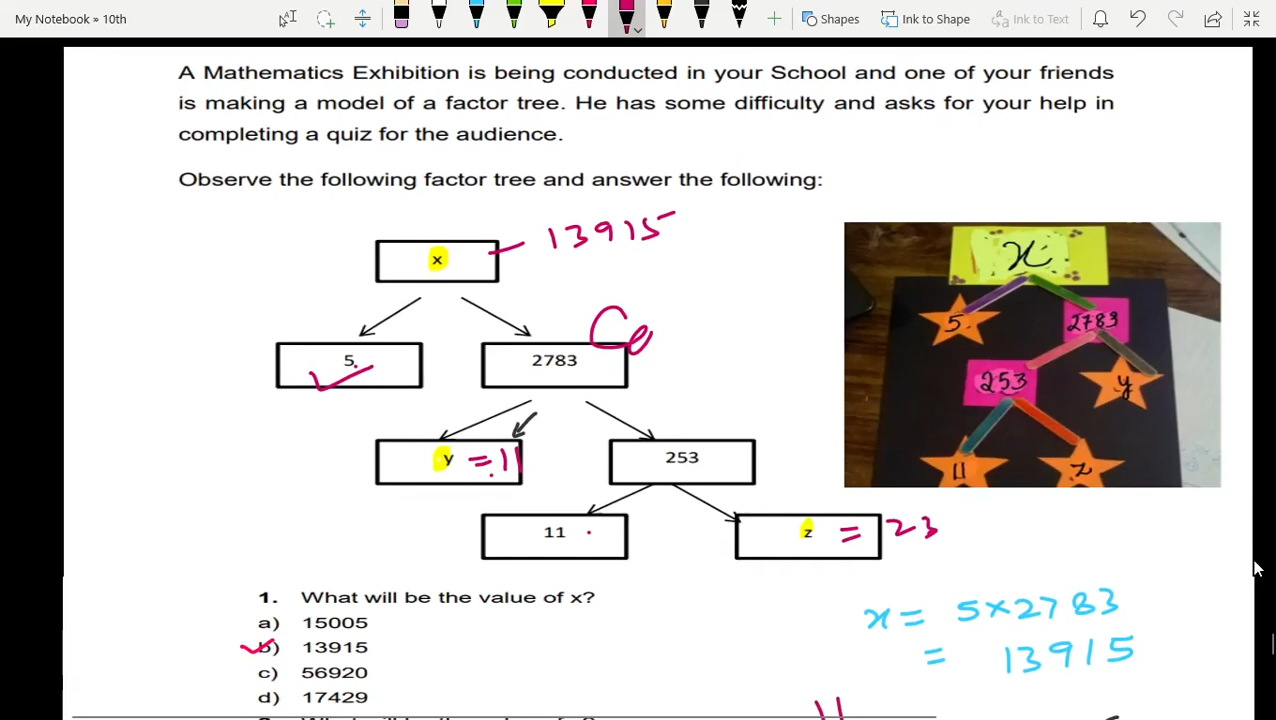 My Notebook » 10th
Shapes
Ink to Shape
Ink to Text
A Mathematics Exhibition is being conducted in your School and one of your friends
is making a model of a factor tree. He has some difficulty and asks for your help in
completing a quiz for the audience.
Observe the following factor tree and answer the following:
x 13915
5 2783
y = 11 253
11 z = 23
x
5 2783
253 y
11 z
1. What will be the value of x?
a) 15005
b) 13915
c) 56920
d) 17429
x = 5×2783
= 13915
11